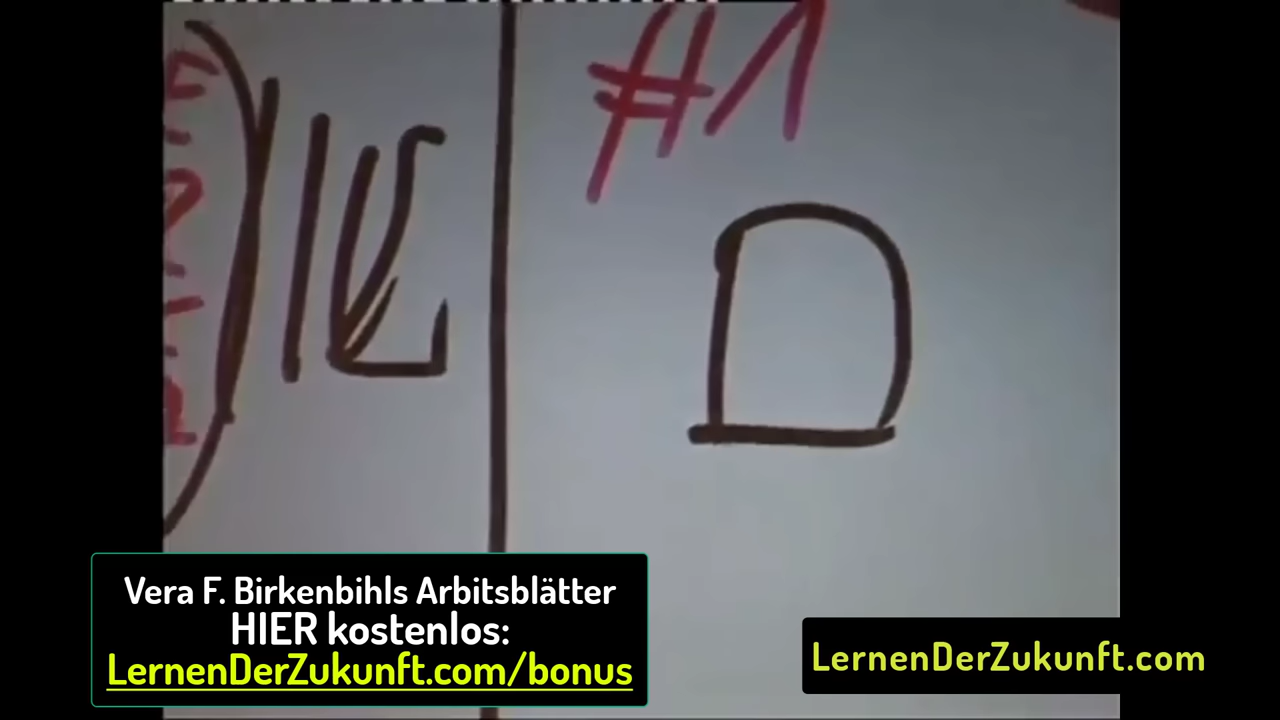 #1
Vera F. Birkenbihls Arbitsblätter
HIER kostenlos:
LernenDerZukunft.com/bonus
LernenDerZukunft.com